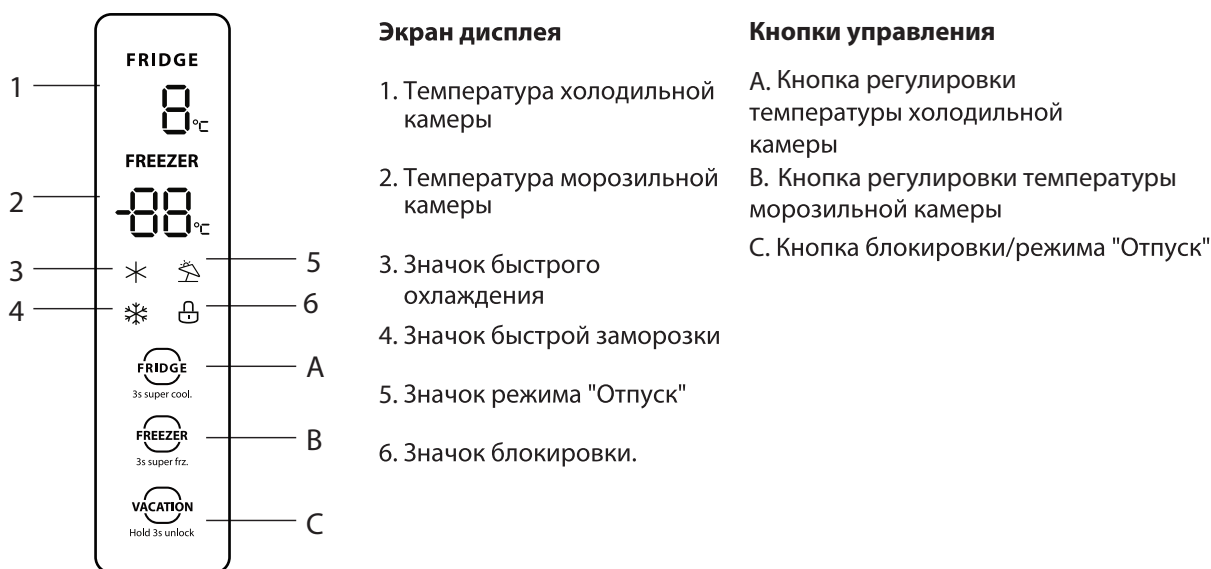 FRIDGE
1
8°C
FREEZER
2
-88°C
3
5
4
6
FRIDGE
A
3s super cool.
FREEZER
B
3s super frz.
VACATION
C
Hold 3s unlock
Экран дисплея
1. Температура холодильной
камеры
2. Температура морозильной
камеры
3. Значок быстрого
охлаждения
4. Значок быстрой заморозки
5. Значок режима "Отпуск"
6. Значок блокировки.
Кнопки управления
A. Кнопка регулировки
температуры холодильной
камеры
B. Кнопка регулировки температуры
морозильной камеры
C. Кнопка блокировки/режима "Отпуск"